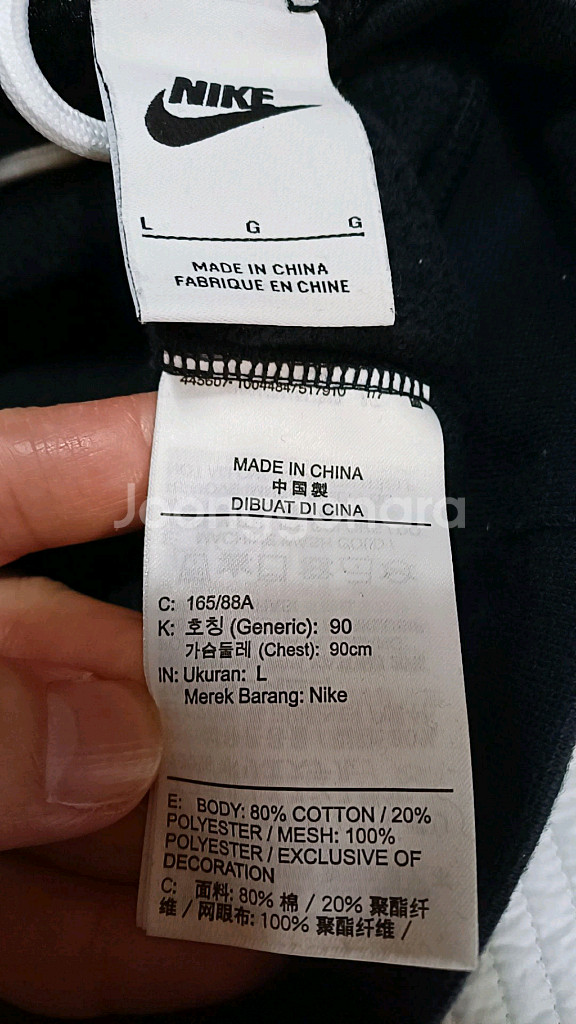 NIKE
L G G
MADE IN CHINA
FABRIQUE EN CHINE
MADE IN CHINA
中国製
DIBUAT DI CINA
Joonggonara
C: 165/88A
K: 호칭 (Generic): 90
가슴둘레 (Chest): 90cm
IN: Ukuran: L
Merek Barang: Nike
E: BODY: 80% COTTON / 20%
POLYESTER / MESH: 100%
POLYESTER / EXCLUSIVE OF
DECORATION
C: 面料: 80% 棉 / 20% 聚酯纤
维 / 网眼布: 100% 聚酯纤维 /